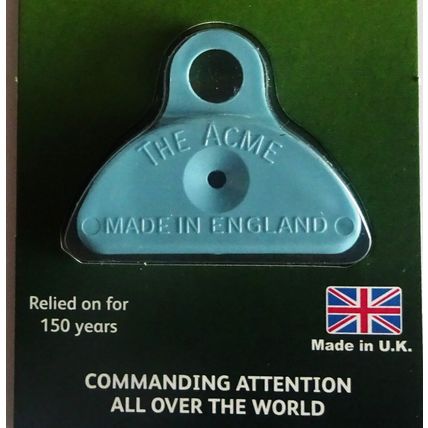 THE ACME
MADE IN ENGLAND
Relied on for
150 years
Made in U.K.
COMMANDING ATTENTION
ALL OVER THE WORLD